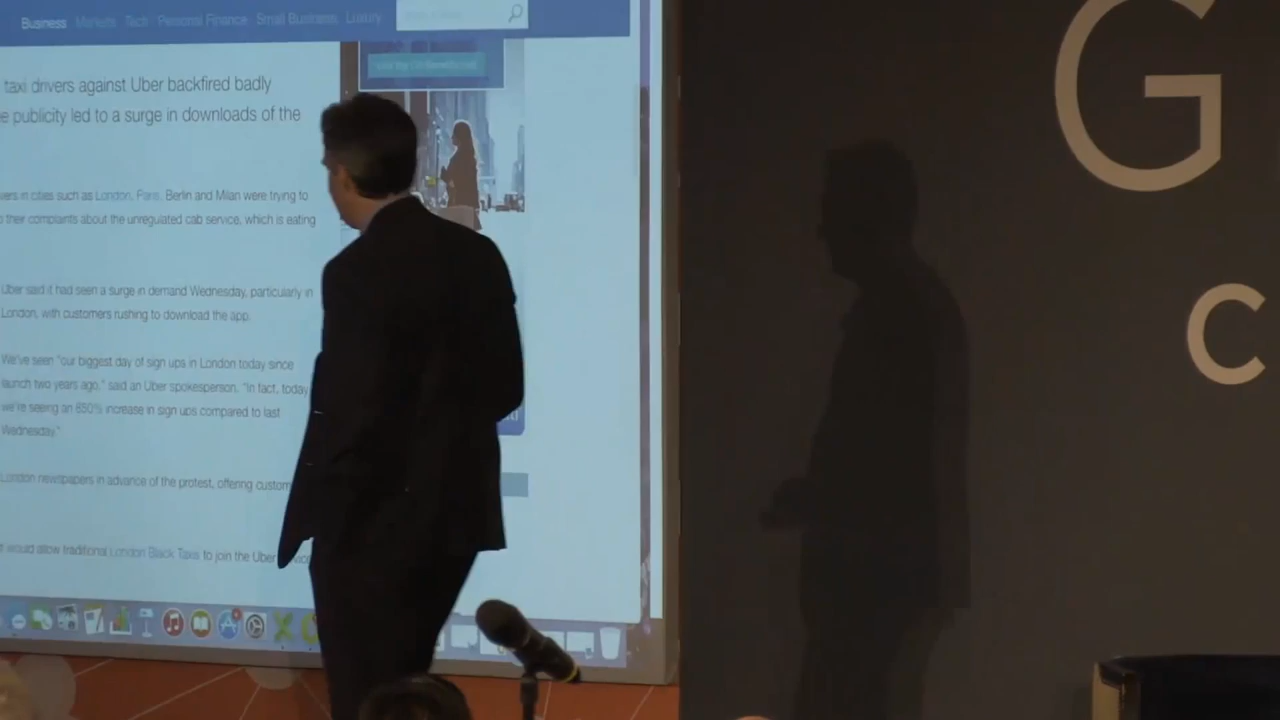 Business Markets Tech Personal Finance Small Business Luxury
taxi drivers against Uber backfired badly
e publicity led to a surge in downloads of the
vers in cities such as London, Paris, Berlin and Milan were trying to
their complaints about the unregulated cab service, which is eating
Uber said it had seen a surge in demand Wednesday, particularly in
London, with customers rushing to download the app.
We've seen "our biggest day of sign ups in London today since
launch two years ago," said an Uber spokesperson. "In fact, today
we're seeing an 850% increase in sign ups compared to last
Wednesday."
London newspapers in advance of the protest, offering custom
t would allow traditional London Black Taxis to join the Uber
G
C